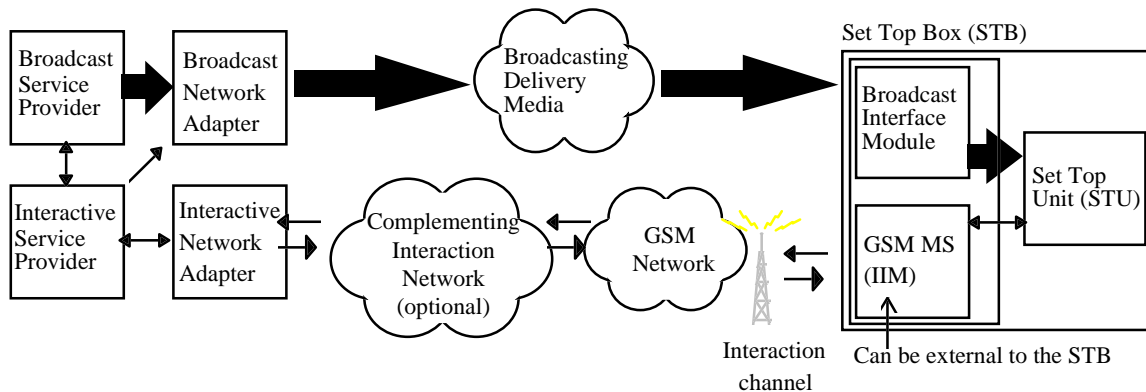 Set Top Box (STB)
Broadcast
Service
Provider
Broadcast
Network
Adapter
Broadcasting
Delivery
Media
Broadcast
Interface
Module
Set Top
Unit (STU)
Interactive
Service
Provider
Interactive
Network
Adapter
Complementing
Interaction
Network
(optional)
GSM
Network
GSM MS
(IIM)
Interaction
channel
Can be external to the STB